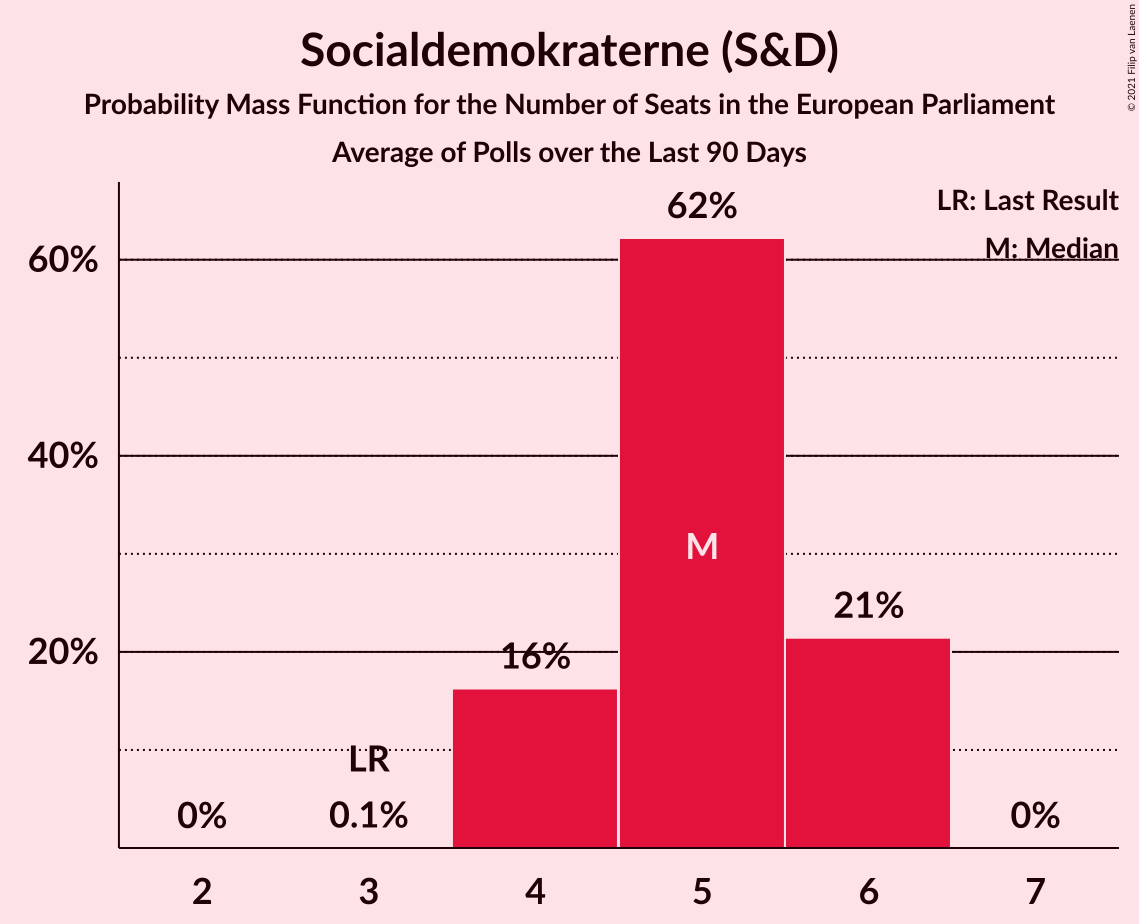 Socialdemokraterne (S&D)
Probability Mass Function for the Number of Seats in the European Parliament
Average of Polls over the Last 90 Days
© 2021 Filip van Laenen
LR: Last Result
M: Median
62%
60%
40%
M
21%
20%
16%
LR
0%
0.1%
0%
2 3 4 5 6 7